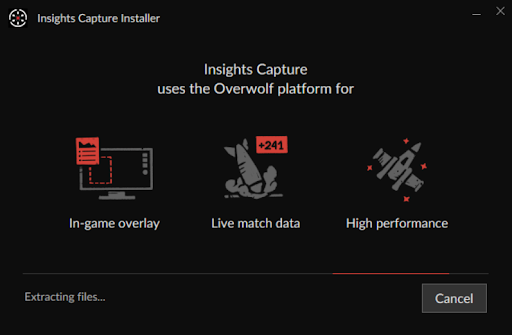 Insights Capture Installer
Insights Capture
uses the Overwolf platform for
+241
In-game overlay
Live match data
High performance
Extracting files...
Cancel